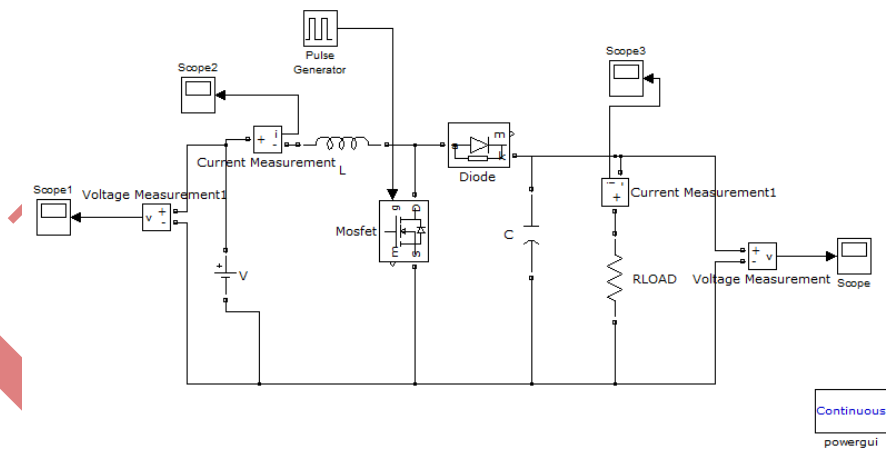 Pulse
Generator
Scope3
Scope2
i
+
-
Current Measurement
L
m
a
k
Diode
Scope1
Voltage Measurement1
v
+
-
g
D
Mosfet
m
S
i
-
+
Current Measurement1
C
+
V
RLOAD
+
-
v
Voltage Measurement
Scope
Continuous
powergui